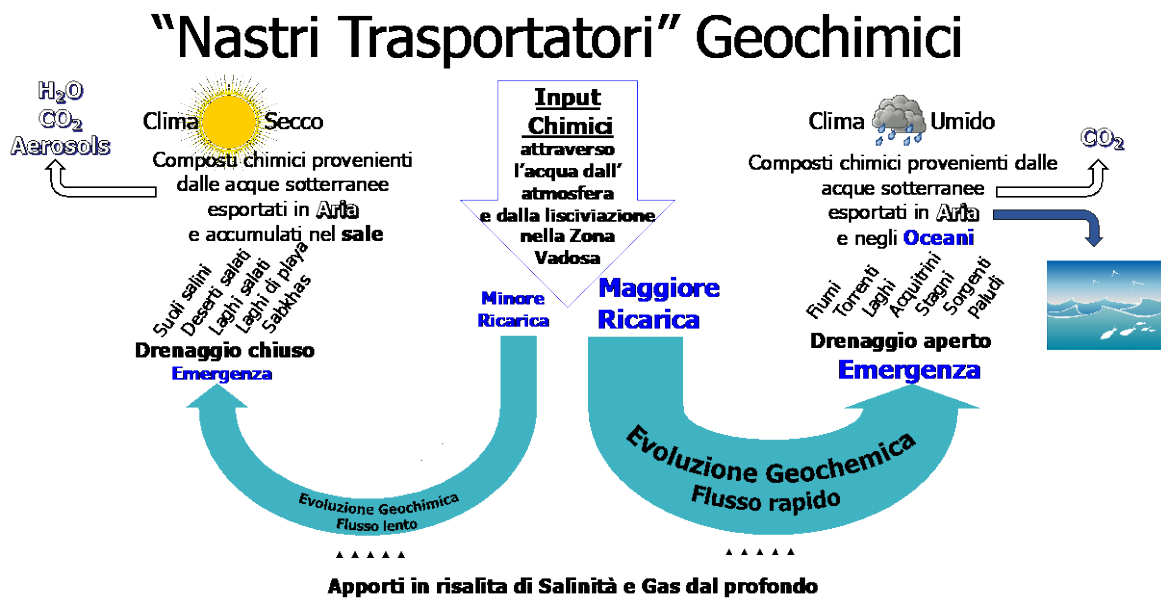 “Nastri Trasportatori” Geochimici
H₂O
CO₂
Aerosols
Clima Secco
Composti chimici provenienti
dalle acque sotterranee
esportati in Aria
e accumulati nel sale
Suoli salini
Deserti salati
Laghi salati
Laghi di playa
Sabkhas
Drenaggio chiuso
Emergenza
Input
Chimici
attraverso
l’acqua dall’
atmosfera
e dalla lisciviazione
nella Zona
Vadosa
Minore
Ricarica
Maggiore
Ricarica
Clima Umido
Composti chimici provenienti dalle
acque sotterranee
esportati in Aria
e negli Oceani
CO₂
Fiumi
Torrenti
Laghi
Acquitrini
Stagni
Sorgenti
paludi
Drenaggio aperto
Emergenza
Evoluzione Geochimica
Flusso lento
Evoluzione Geochemica
Flusso rapido
Apporti in risalita di Salinità e Gas dal profondo